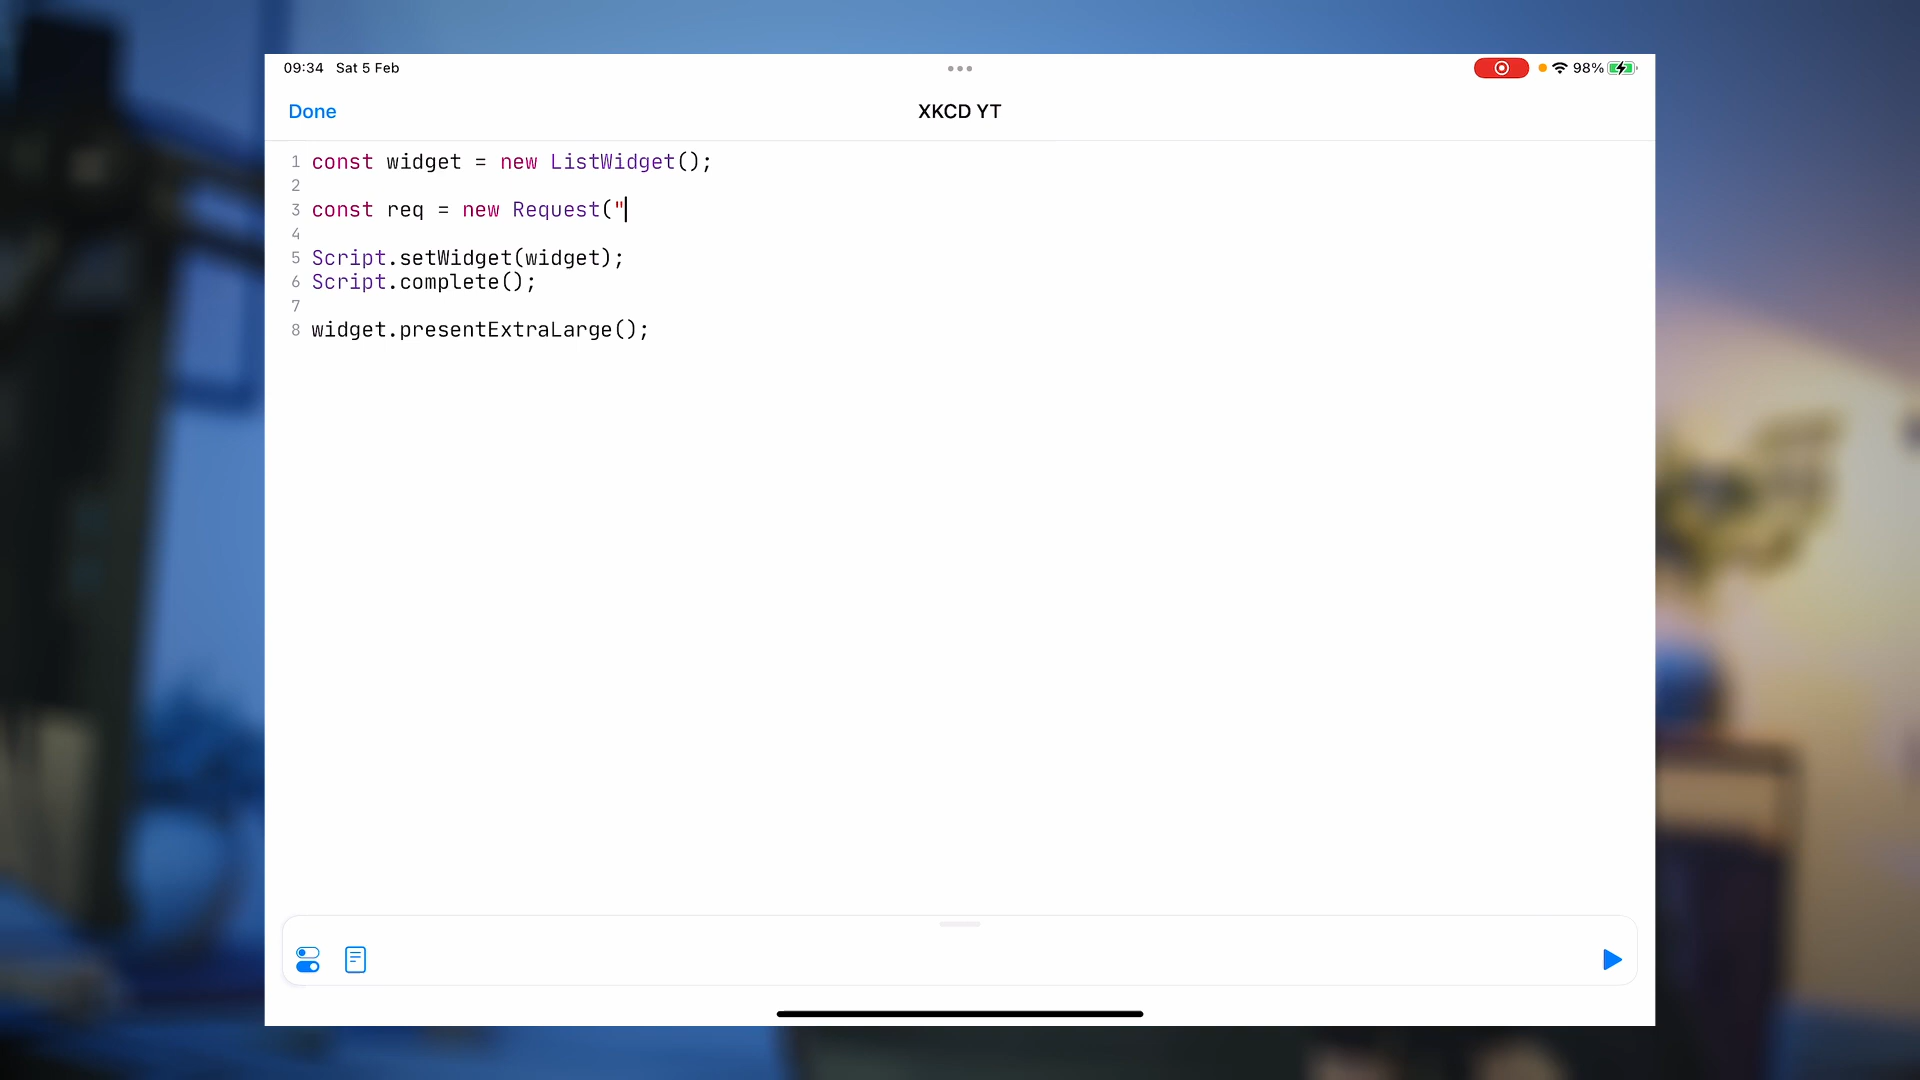 09:34 Sat 5 Feb
98%
Done
XKCD YT
1 const widget = new ListWidget();
2
3 const req = new Request("
4
5 Script.setWidget(widget);
6 Script.complete();
7
8 widget.presentExtraLarge();